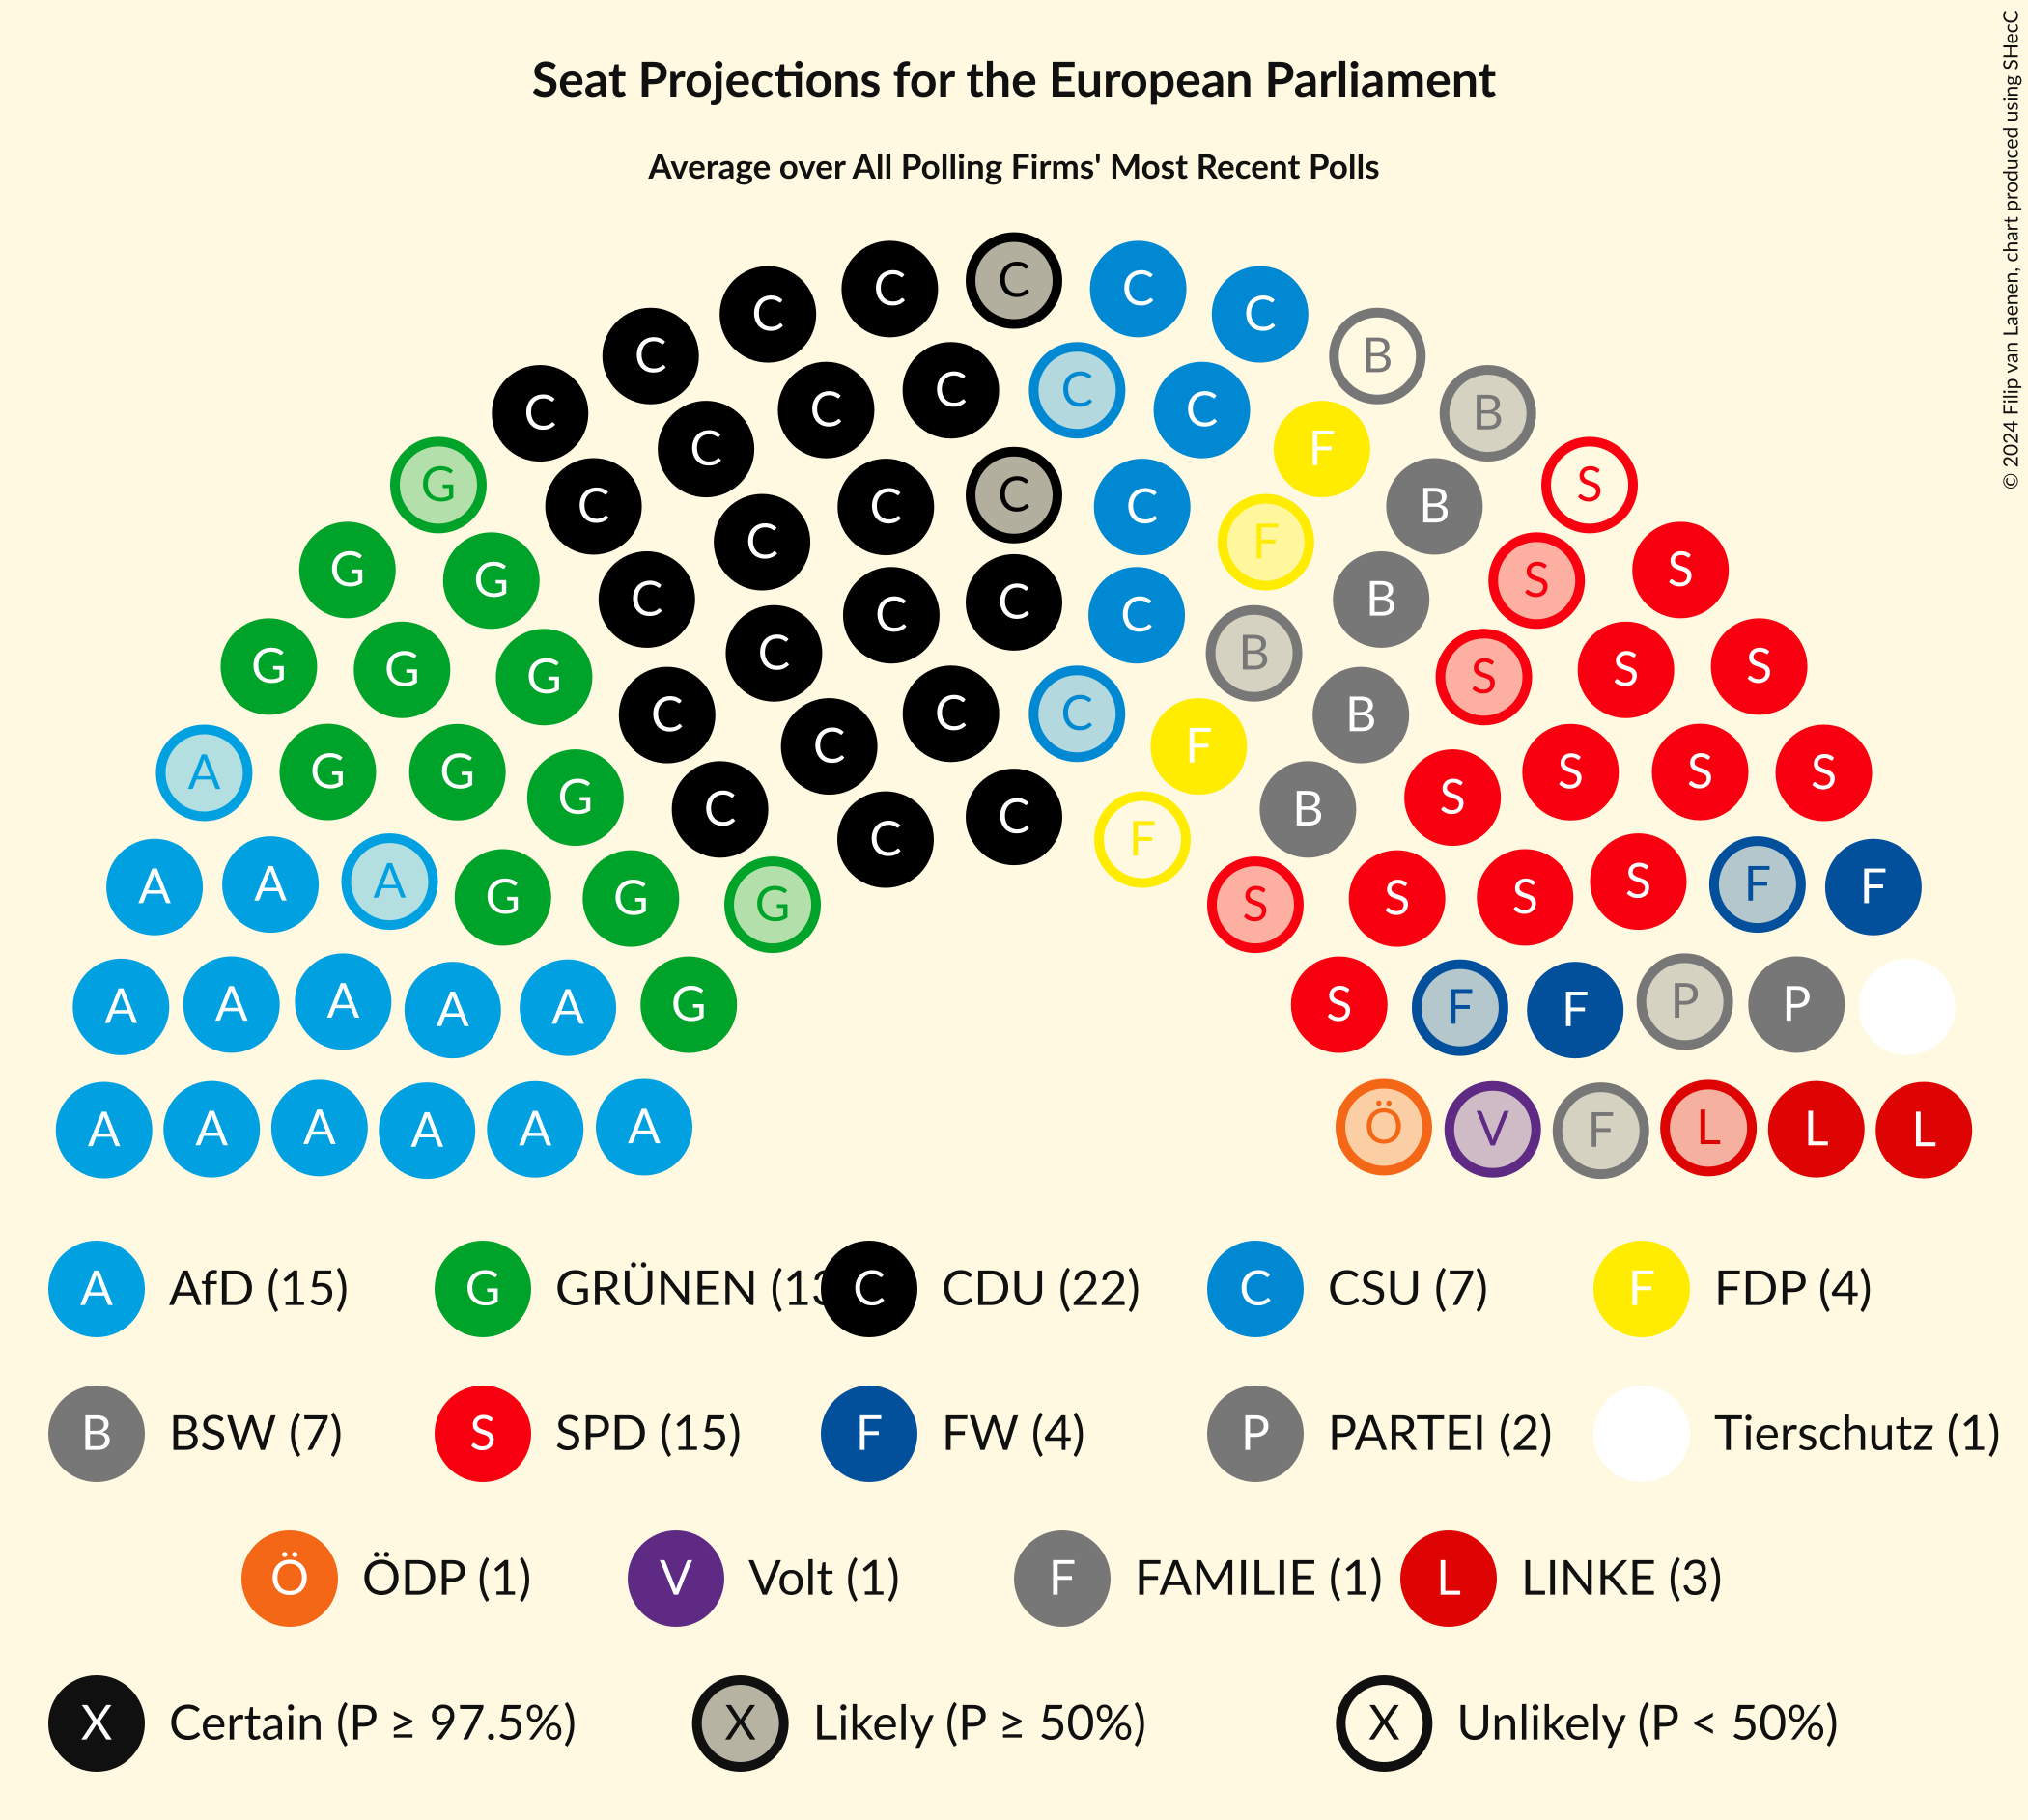 © 2024 Filip van Laenen, chart produced using SHecC
Seat Projections for the European Parliament
Average over All Polling Firms' Most Recent Polls
C C C C C
C B
C C
C C C B
C F
G C C C C B S
C F
G G C C B S S
C C
G G G C B S S S
C C C B
C F
A G G G C C B S S S S
C F
A A A G G G S S S S F F
A A A A A G S F F P P
A A A A A A Ö V F L L L
A AfD (15) G GRÜNEN (13 C CDU (22) C CSU (7) F FDP (4)
B BSW (7) S SPD (15) F FW (4) P PARTEI (2) Tierschutz (1)
Ö ÖDP (1) V Volt (1) F FAMILIE (1) L LINKE (3)
X Certain (P ≥ 97.5%) X Likely (P ≥ 50%) X Unlikely (P < 50%)